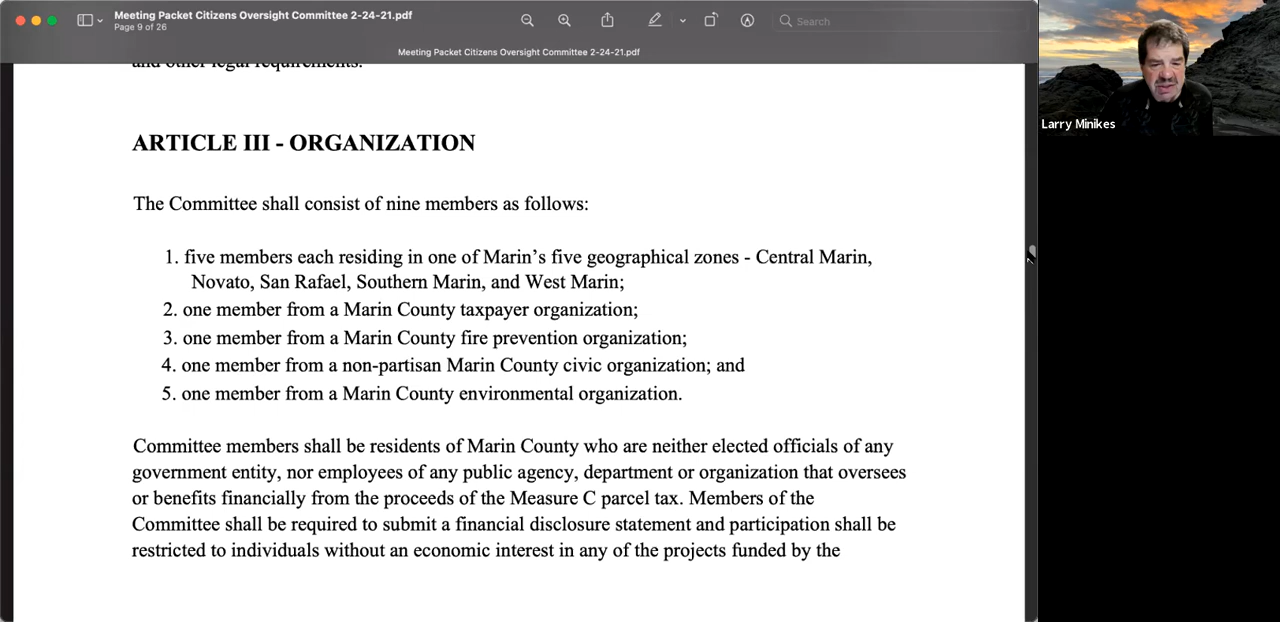 Meeting Packet Citizens Oversight Committee 2-24-21.pdf
Page 9 of 26
Search
Meeting Packet Citizens Oversight Committee 2-24-21.pdf
and other legal requirements.
ARTICLE III - ORGANIZATION
The Committee shall consist of nine members as follows:
1. five members each residing in one of Marin’s five geographical zones - Central Marin,
Novato, San Rafael, Southern Marin, and West Marin;
2. one member from a Marin County taxpayer organization;
3. one member from a Marin County fire prevention organization;
4. one member from a non-partisan Marin County civic organization; and
5. one member from a Marin County environmental organization.
Committee members shall be residents of Marin County who are neither elected officials of any
government entity, nor employees of any public agency, department or organization that oversees
or benefits financially from the proceeds of the Measure C parcel tax. Members of the
Committee shall be required to submit a financial disclosure statement and participation shall be
restricted to individuals without an economic interest in any of the projects funded by the
Larry Minikes